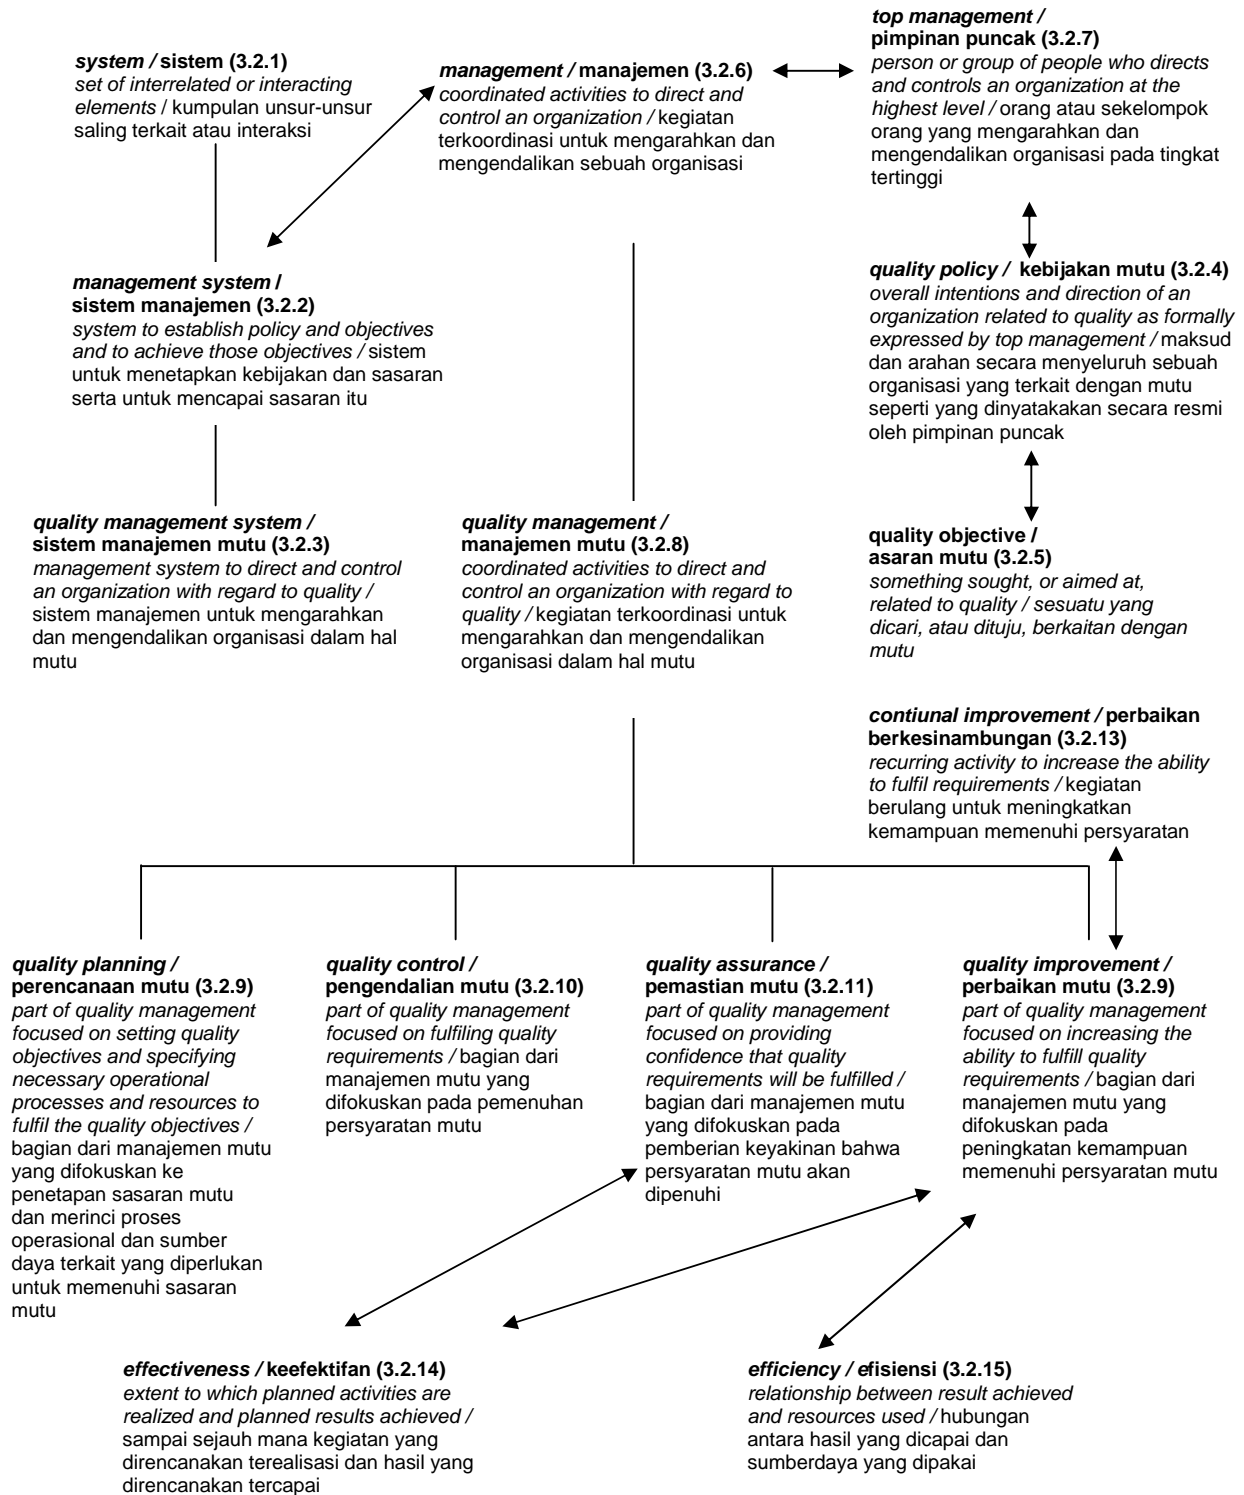 system / sistem (3.2.1)
set of interrelated or interacting
elements / kumpulan unsur-unsur
saling terkait atau interaksi
management / manajemen (3.2.6)
coordinated activities to direct and
control an organization / kegiatan
terkoordinasi untuk mengarahkan dan
mengendalikan sebuah organisasi
top management /
pimpinan puncak (3.2.7)
person or group of people who directs
and controls an organization at the
highest level / orang atau sekelompok
orang yang mengarahkan dan
mengendalikan organisasi pada tingkat
tertinggi
management system /
sistem manajemen (3.2.2)
system to establish policy and objectives
and to achieve those objectives / sistem
untuk menetapkan kebijakan dan sasaran
serta untuk mencapai sasaran itu
quality policy / kebijakan mutu (3.2.4)
overall intentions and direction of an
organization related to quality as formally
expressed by top management / maksud
dan arahan secara menyeluruh sebuah
organisasi yang terkait dengan mutu
seperti yang dinyatakakan secara resmi
oleh pimpinan puncak
quality management system /
sistem manajemen mutu (3.2.3)
management system to direct and control
an organization with regard to quality /
sistem manajemen untuk mengarahkan
dan mengendalikan organisasi dalam hal
mutu
quality management /
manajemen mutu (3.2.8)
coordinated activities to direct and
control an organization with regard to
quality / kegiatan terkoordinasi untuk
mengarahkan dan mengendalikan
organisasi dalam hal mutu
quality objective /
asaran mutu (3.2.5)
something sought, or aimed at,
related to quality / sesuatu yang
dicari, atau dituju, berkaitan dengan
mutu
contiunal improvement / perbaikan
berkesinambungan (3.2.13)
recurring activity to increase the ability
to fulfil requirements / kegiatan
berulang untuk meningkatkan
kemampuan memenuhi persyaratan
quality planning /
perencanaan mutu (3.2.9)
part of quality management
focused on setting quality
objectives and specifying
necessary operational
processes and resources to
fulfil the quality objectives /
bagian dari manajemen mutu
yang difokuskan ke
penetapan sasaran mutu
dan merinci proses
operasional dan sumber
daya terkait yang diperlukan
untuk memenuhi sasaran
mutu
quality control /
pengendalian mutu (3.2.10)
part of quality management
focused on fulfiling quality
requirements / bagian dari
manajemen mutu yang
difokuskan pada pemenuhan
persyaratan mutu
quality assurance /
pemastian mutu (3.2.11)
part of quality management
focused on providing
confidence that quality
requirements will be fulfilled /
bagian dari manajemen mutu
yang difokuskan pada
pemberian keyakinan bahwa
persyaratan mutu akan
dipenuhi
quality improvement /
perbaikan mutu (3.2.9)
part of quality management
focused on increasing the
ability to fulfill quality
requirements / bagian dari
manajemen mutu yang
difokuskan pada
peningkatan kemampuan
memenuhi persyaratan mutu
effectiveness / keefektifan (3.2.14)
extent to which planned activities are
realized and planned results achieved /
sampai sejauh mana kegiatan yang
direncanakan terealisasi dan hasil yang
direncanakan tercapai
efficiency / efisiensi (3.2.15)
relationship between result achieved
and resources used / hubungan
antara hasil yang dicapai dan
sumberdaya yang dipakai